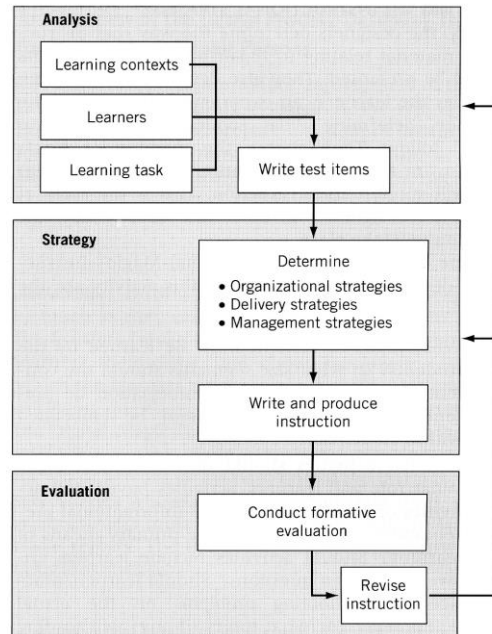 Analysis
Learning contexts
Learners
Learning task
Write test items
Strategy
Determine
• Organizational strategies
• Delivery strategies
• Management strategies
Write and produce
instruction
Evaluation
Conduct formative
evaluation
Revise
instruction